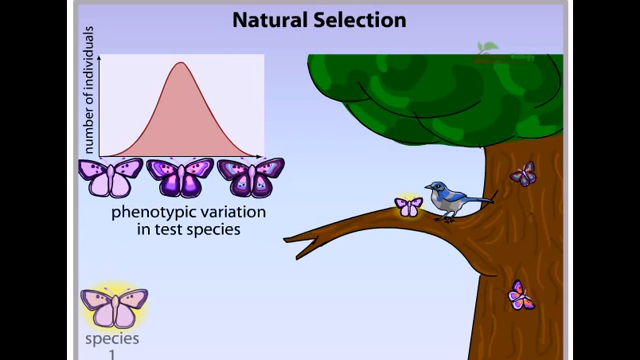 Natural Selection
number of individuals
phenotypic variation
in test species
species
1